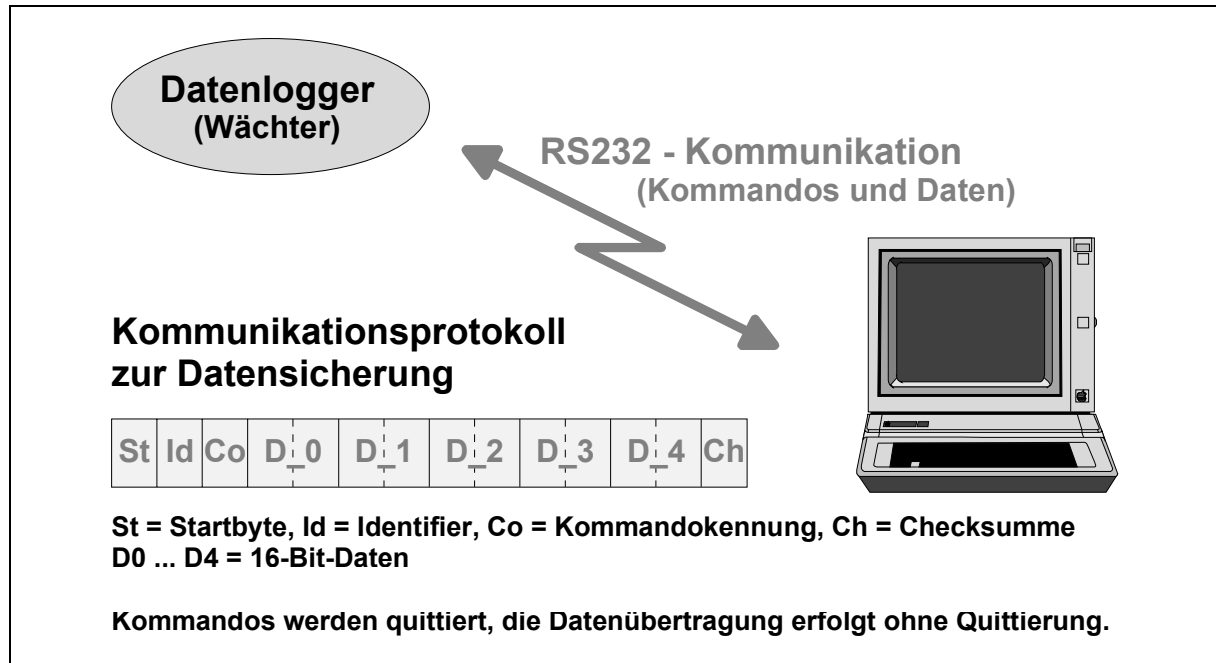 Datenlogger
(Wächter)
RS232 - Kommunikation
(Kommandos und Daten)
Kommunikationsprotokoll
zur Datensicherung
St Id Co D_0 D_1 D_2 D_3 D_4 Ch
St = Startbyte, Id = Identifier, Co = Kommandokennung, Ch = Checksumme
D0 ... D4 = 16-Bit-Daten
Kommandos werden quittiert, die Datenübertragung erfolgt ohne Quittierung.